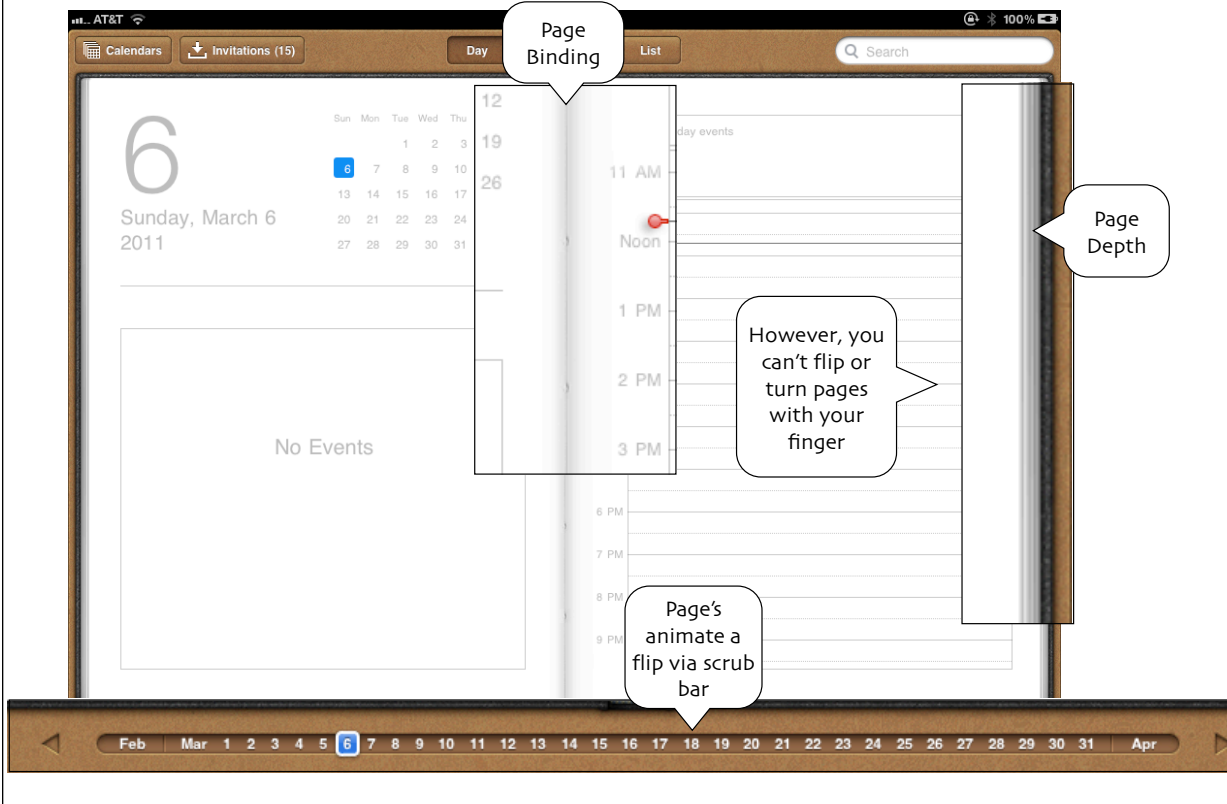 AT&T 100%
Calendars Invitations (15) Day List Search
Page
Binding
6
Sunday, March 6
2011
Sun Mon Tue Wed Thu
1 2 3
6 7 8 9 10
13 14 15 16 17
20 21 22 23 24
27 28 29 30 31
12
19
26
day events
11 AM
Noon
1 PM
2 PM
3 PM
6 PM
7 PM
8 PM
9 PM
No Events
Page
Depth
However, you
can't flip or
turn pages
with your
finger
Page's
animate a
flip via scrub
bar
Feb Mar 1 2 3 4 5 6 7 8 9 10 11 12 13 14 15 16 17 18 19 20 21 22 23 24 25 26 27 28 29 30 31 Apr